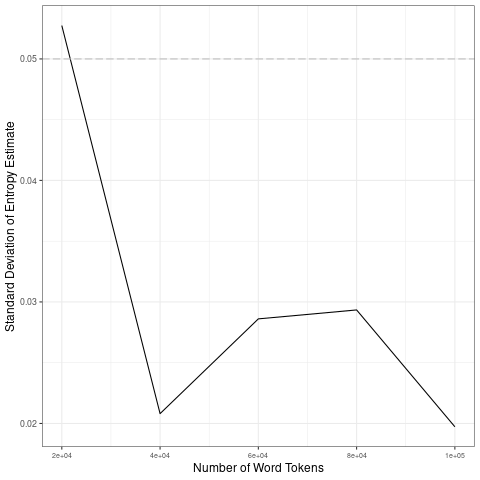 Standard Deviation of Entropy Estimate
0.05
0.04
0.03
0.02
2e+04 4e+04 6e+04 8e+04 1e+05
Number of Word Tokens